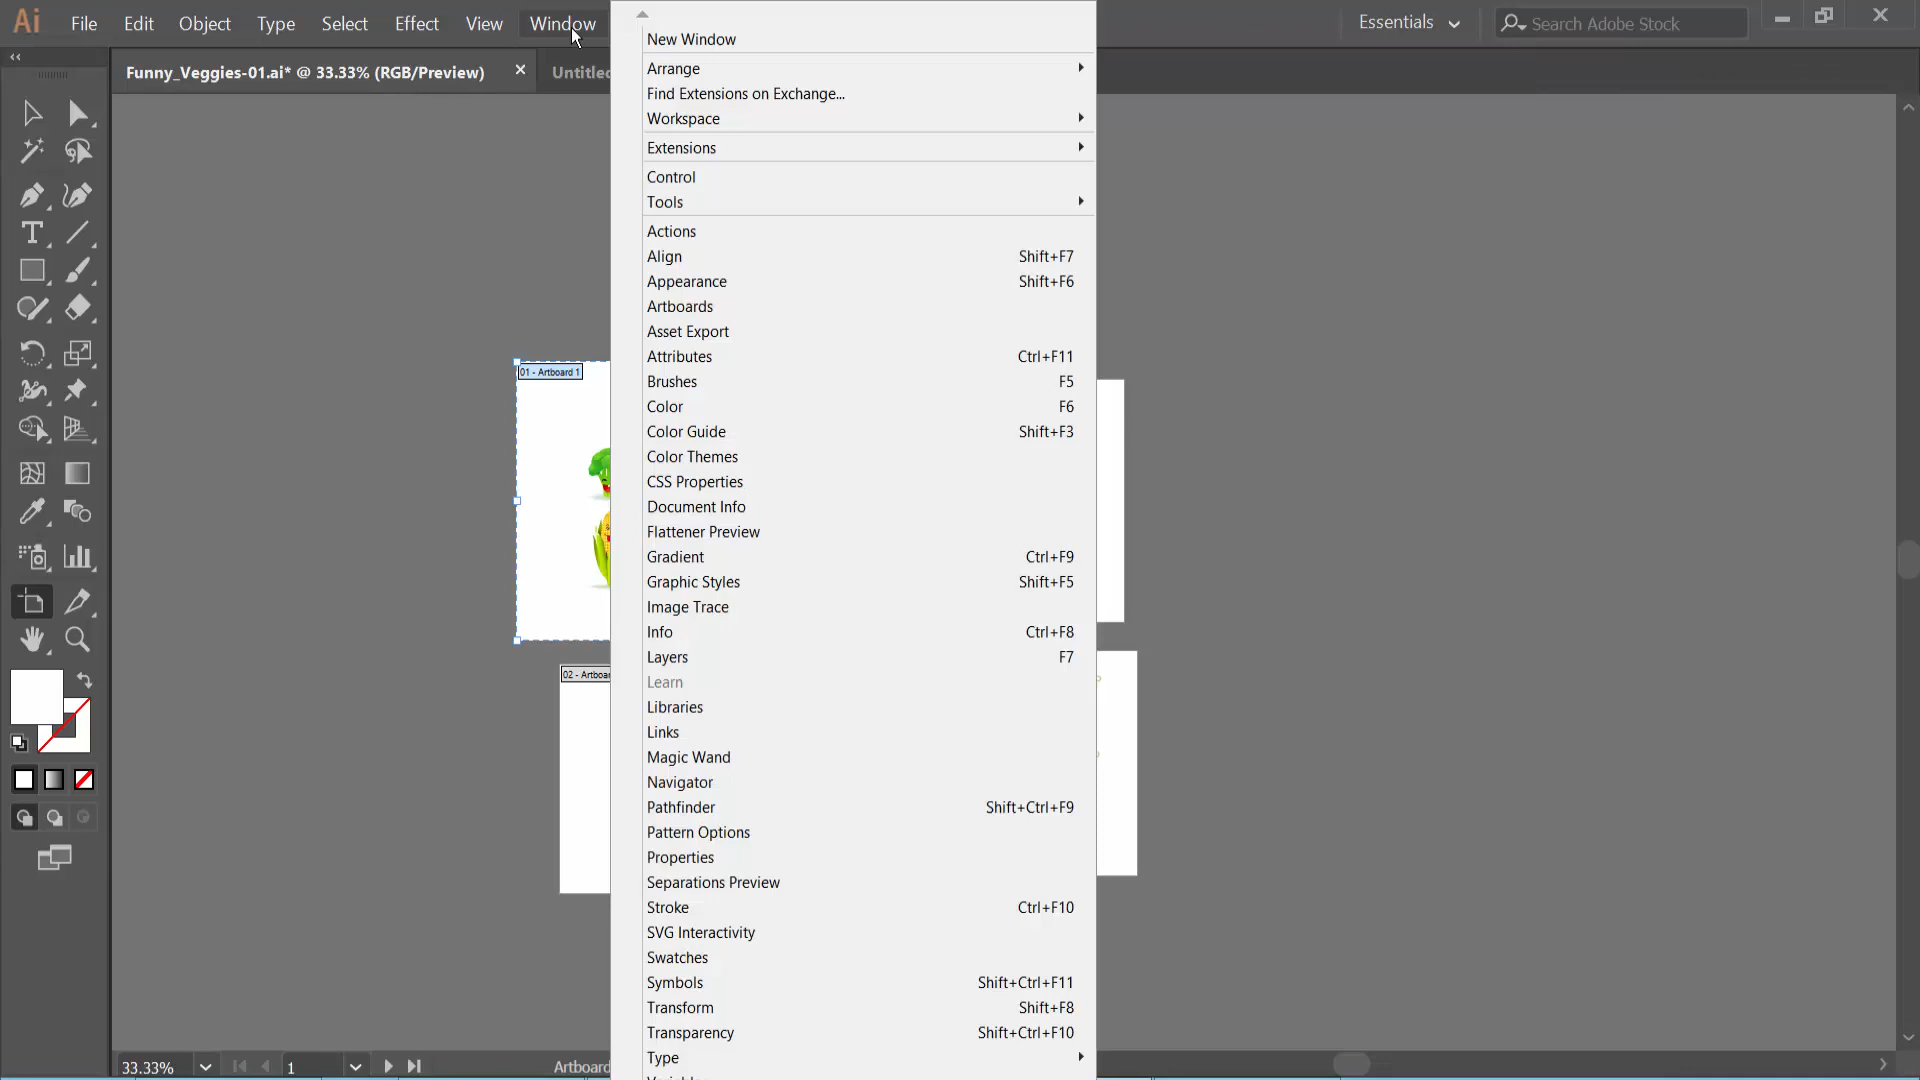 Ai File Edit Object Type Select Effect View Window Essentials Search Adobe Stock
Funny_Veggies-01.ai* @ 33.33% (RGB/Preview) × Untitled
New Window
Arrange
Find Extensions on Exchange...
Workspace
Extensions
Control
Tools
Actions
Align Shift+F7
Appearance Shift+F6
Artboards
Asset Export
Attributes Ctrl+F11
Brushes F5
Color F6
Color Guide Shift+F3
Color Themes
CSS Properties
Document Info
Flattener Preview
Gradient Ctrl+F9
Graphic Styles Shift+F5
Image Trace
Info Ctrl+F8
Layers F7
Learn
Libraries
Links
Magic Wand
Navigator
Pathfinder Shift+Ctrl+F9
Pattern Options
Properties
Separations Preview
Stroke Ctrl+F10
SVG Interactivity
Swatches
Symbols Shift+Ctrl+F11
Transform Shift+F8
Transparency Shift+Ctrl+F10
Type
01 - Artboard 1
02 - Artboar
33.33% 1 Artboard